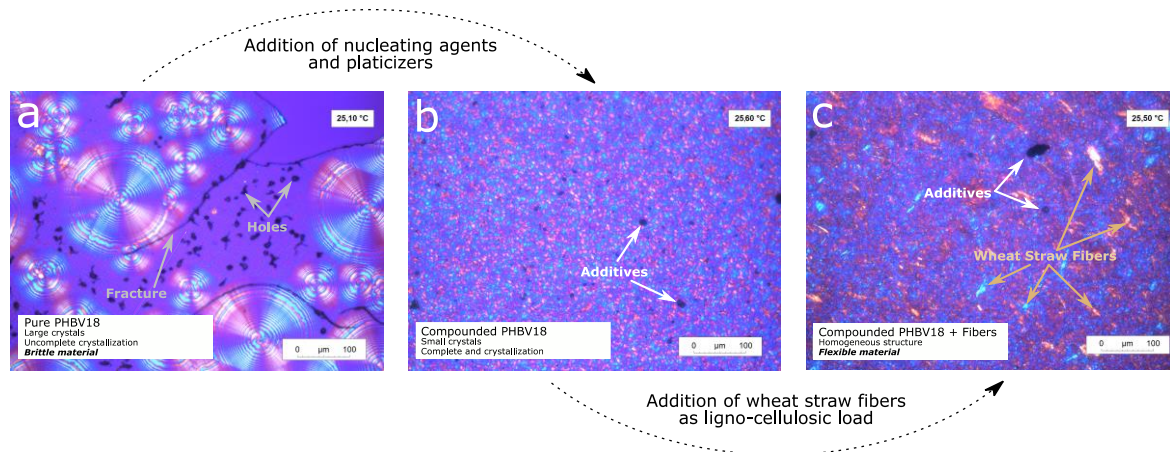 Addition of nucleating agents
and platicizers
a
25,10 °C
Holes
Fracture
Pure PHBV18
Large crystals
Uncomplete crystallization
Brittle material
0 µm 100
b
25,60 °C
Additives
Compounded PHBV18
Small crystals
Complete and crystallization
0 µm 100
c
25,50 °C
Additives
Wheat Straw Fibers
Compounded PHBV18 + Fibers
Homogeneous structure
Flexible material
0 µm 100
Addition of wheat straw fibers
as ligno-cellulosic load